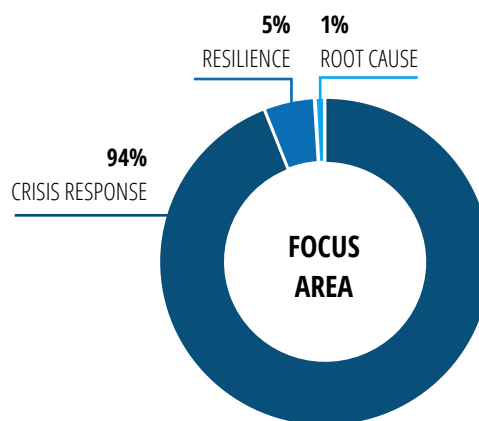 5%
RESILIENCE
1%
ROOT CAUSE
94%
CRISIS RESPONSE
FOCUS
AREA